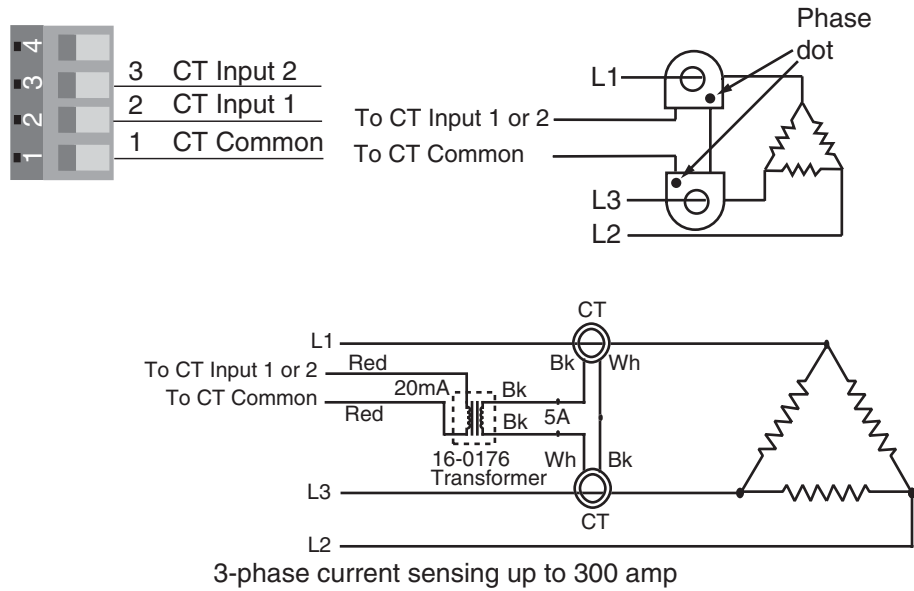 4
3
2
1
3 CT Input 2
2 CT Input 1
1 CT Common
Phase
dot
L1
To CT Input 1 or 2
To CT Common
L3
L2
CT
L1
Bk Wh
To CT Input 1 or 2 Red
20mA Bk
To CT Common
Red
5A
Bk
16-0176
Transformer
Wh Bk
L3
CT
L2
3-phase current sensing up to 300 amp